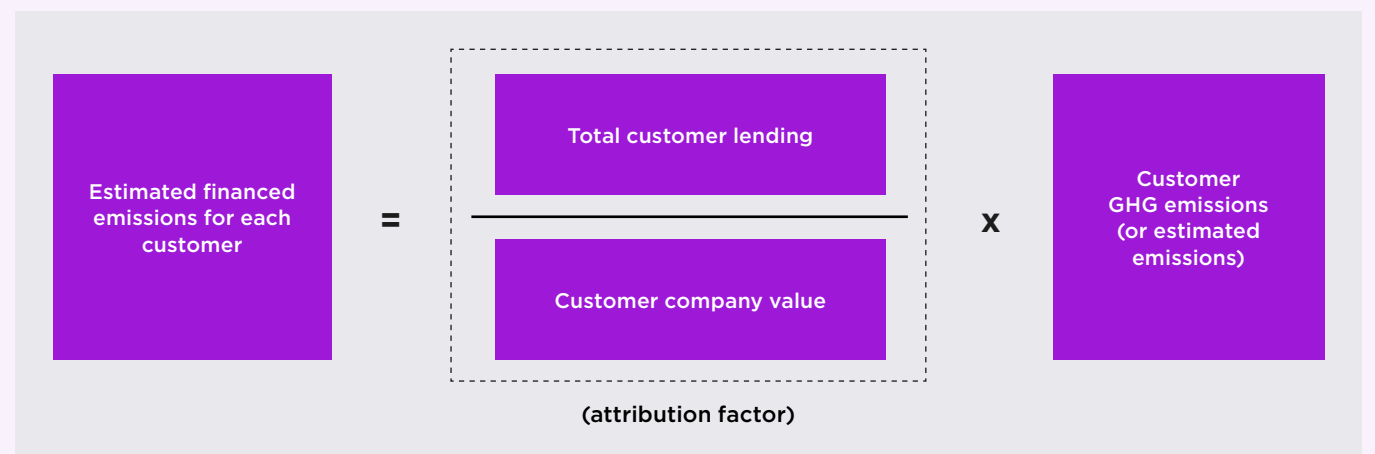 Estimated financed
emissions for each
customer
=
Total customer lending
Customer company value
(attribution factor)
x
Customer
GHG emissions
(or estimated
emissions)